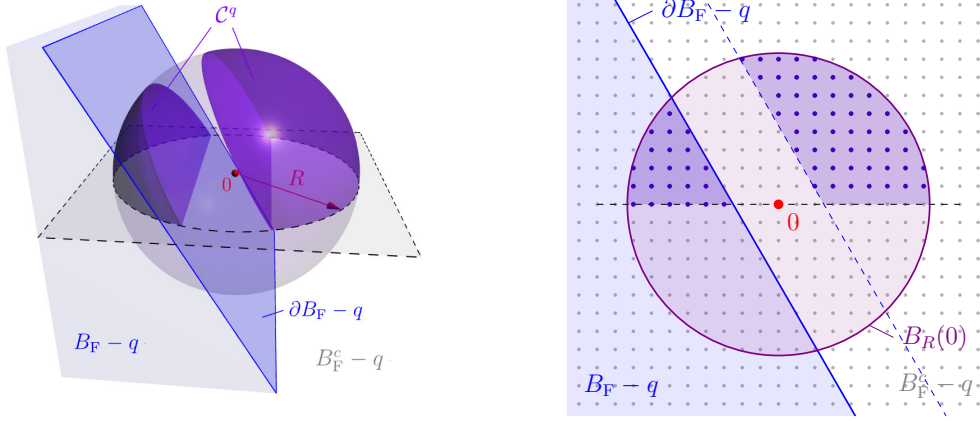 𝒞^q
0
R
∂B_F − q
B_F − q
B_F^c − q
∂B_F − q
0
B_R(0)
B_F − q
B_F^c − q